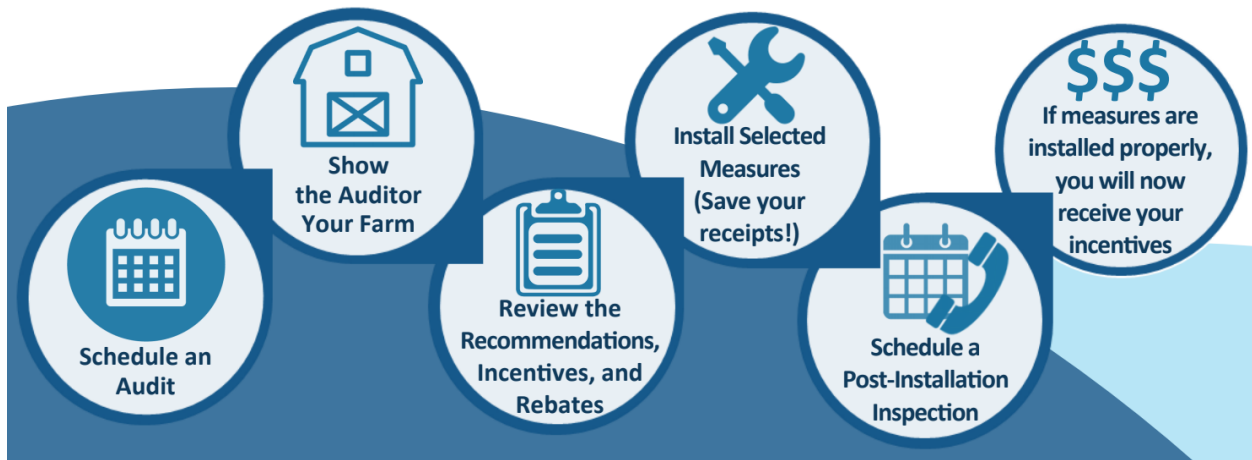 Schedule an
Audit
Show
the Auditor
Your Farm
Review the
Recommendations,
Incentives, and
Rebates
Install Selected
Measures
(Save your
receipts!)
Schedule a
Post-Installation
Inspection
$$$
If measures are
installed properly,
you will now
receive your
incentives